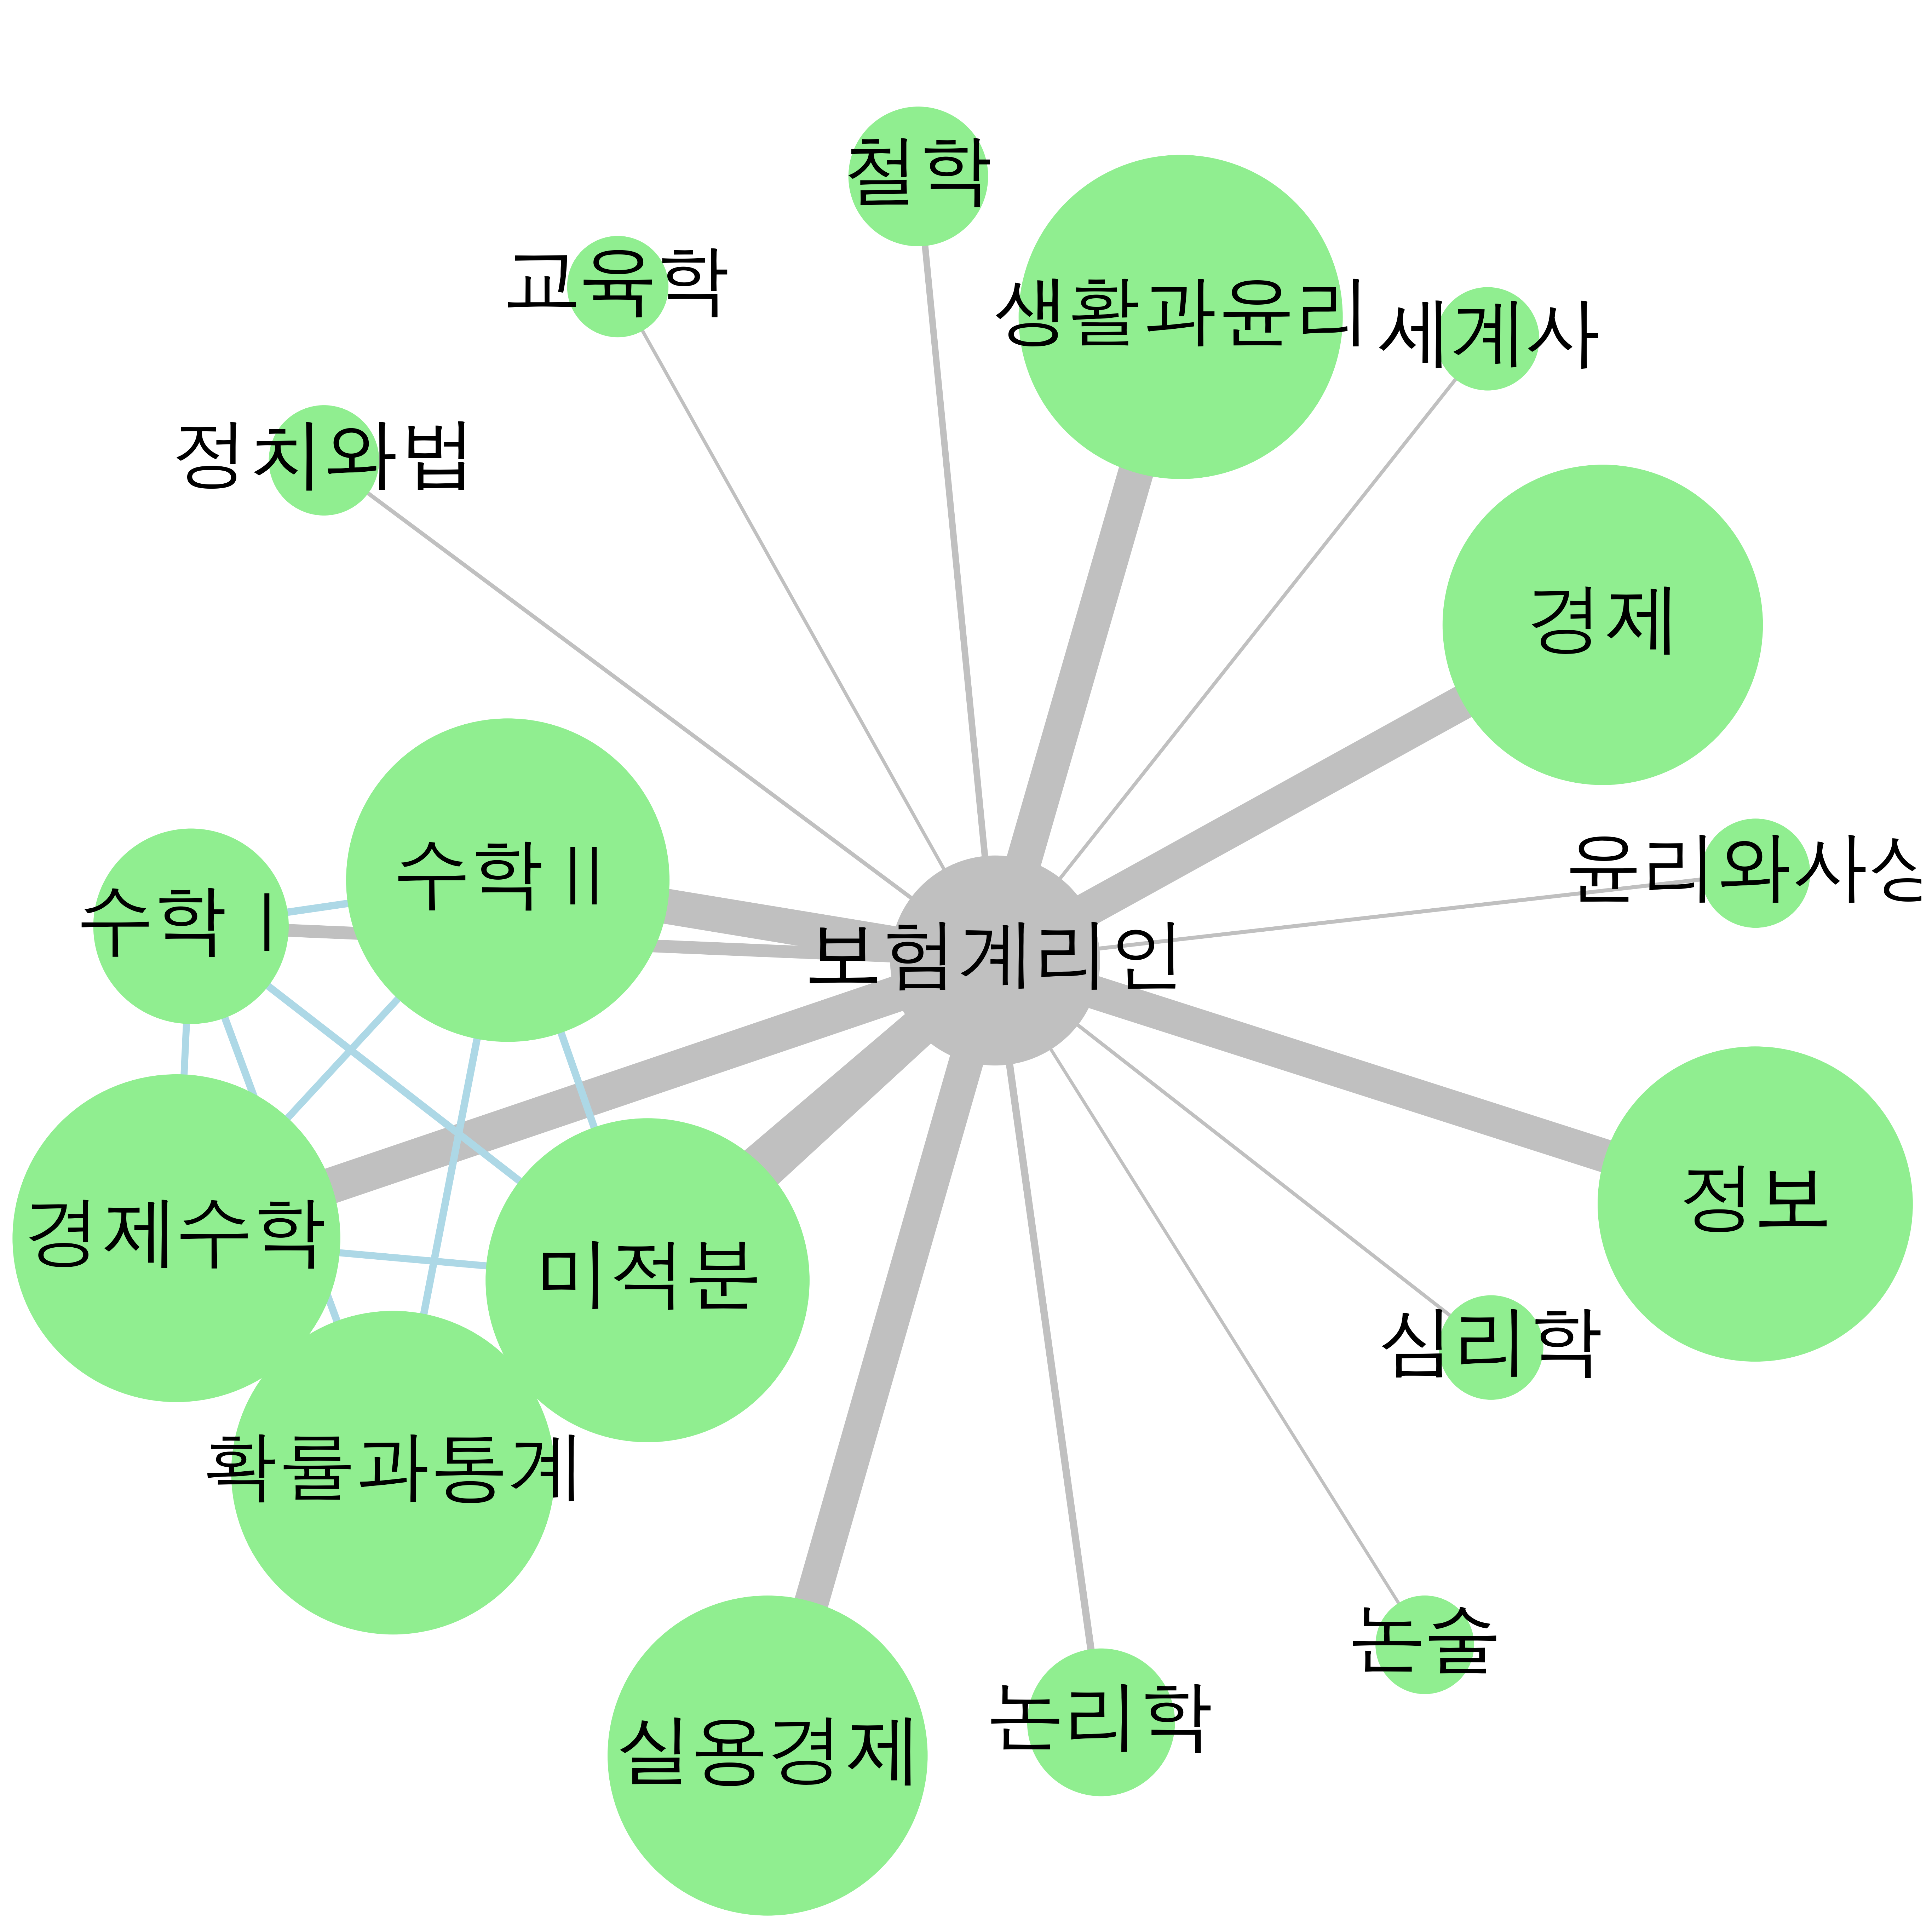 철학
교육학
생활과윤리
세계사
정치와법
경제
수학Ⅱ
윤리와사상
수학Ⅰ
보험계리인
정보
경제수학
미적분
심리학
확률과통계
논술
논리학
실용경제